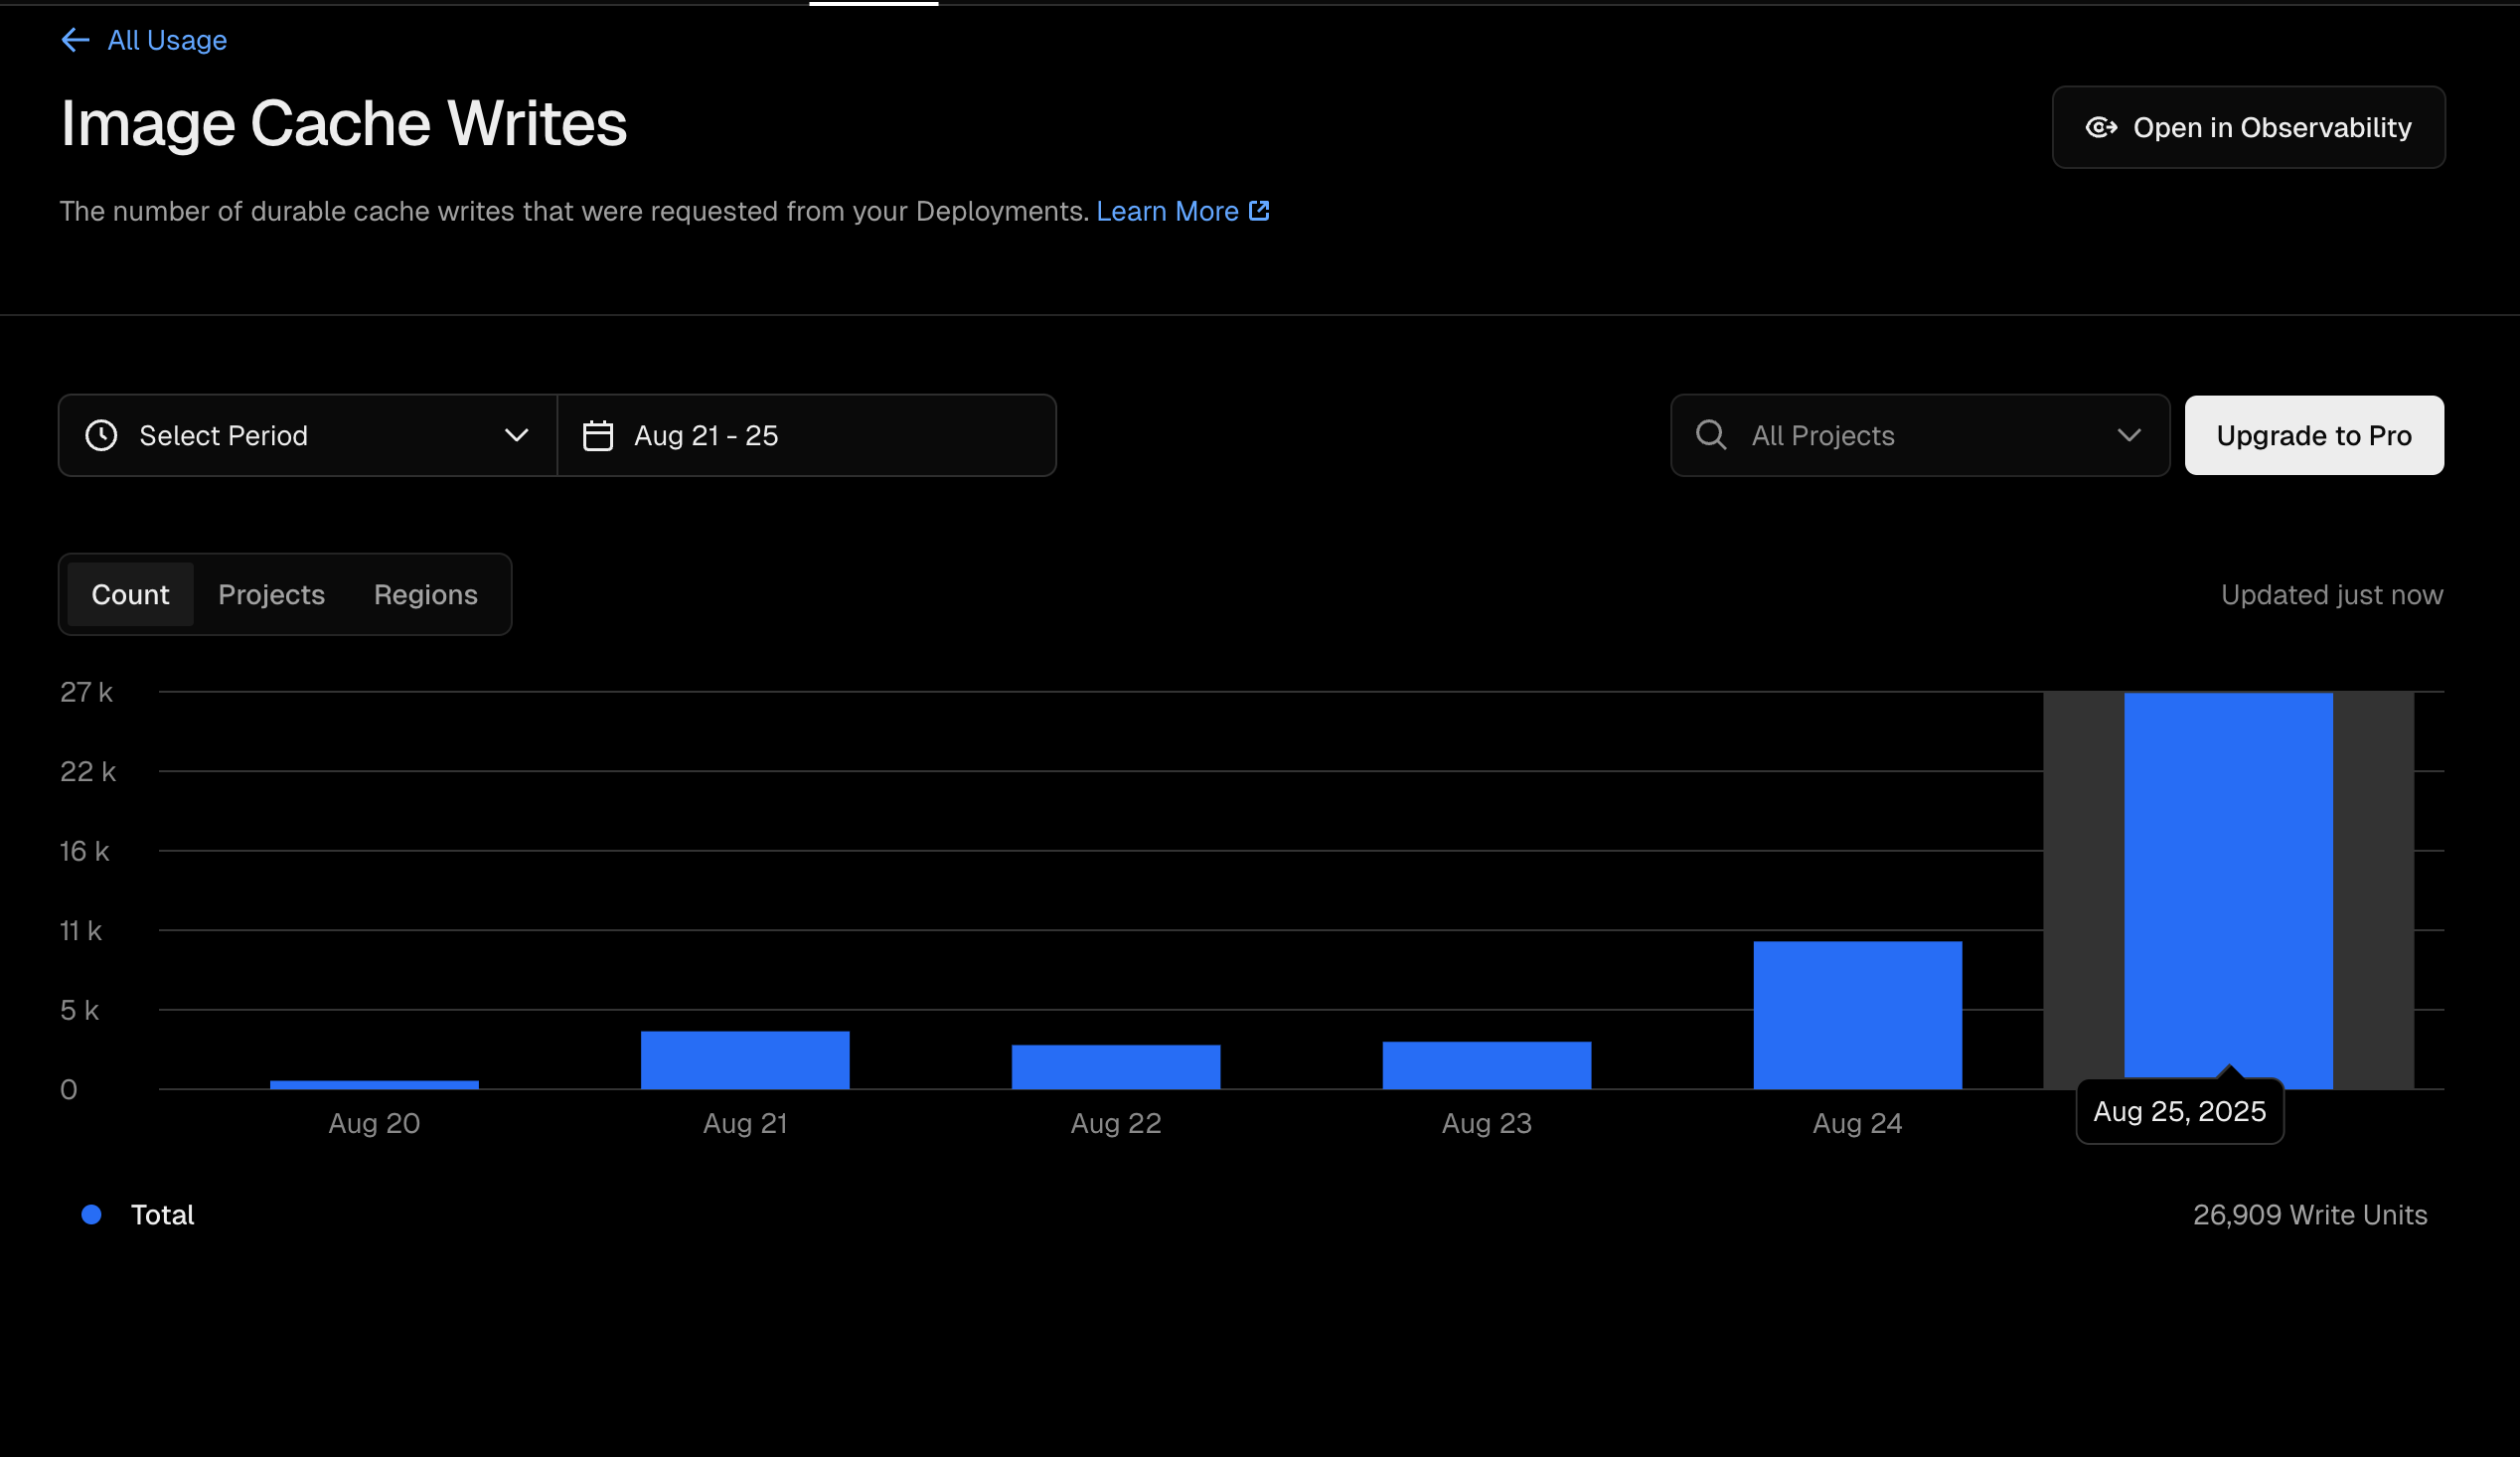 All Usage
Image Cache Writes
Open in Observability
The number of durable cache writes that were requested from your Deployments. Learn More
Select Period
Aug 21 - 25
All Projects
Upgrade to Pro
Count
Projects
Regions
Updated just now
27 k
22 k
16 k
11 k
5 k
0
Aug 20
Aug 21
Aug 22
Aug 23
Aug 24
Aug 25, 2025
Total
26,909 Write Units